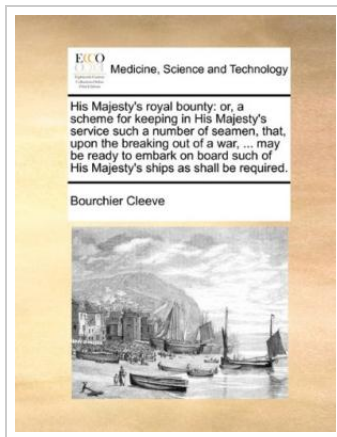 ECCO
Medicine, Science and Technology
His Majesty's royal bounty: or, a
scheme for keeping in His Majesty's
service such a number of seamen, that,
upon the breaking out of a war, ... may
be ready to embark on board such of
His Majesty's ships as shall be required.
Bourchier Cleeve